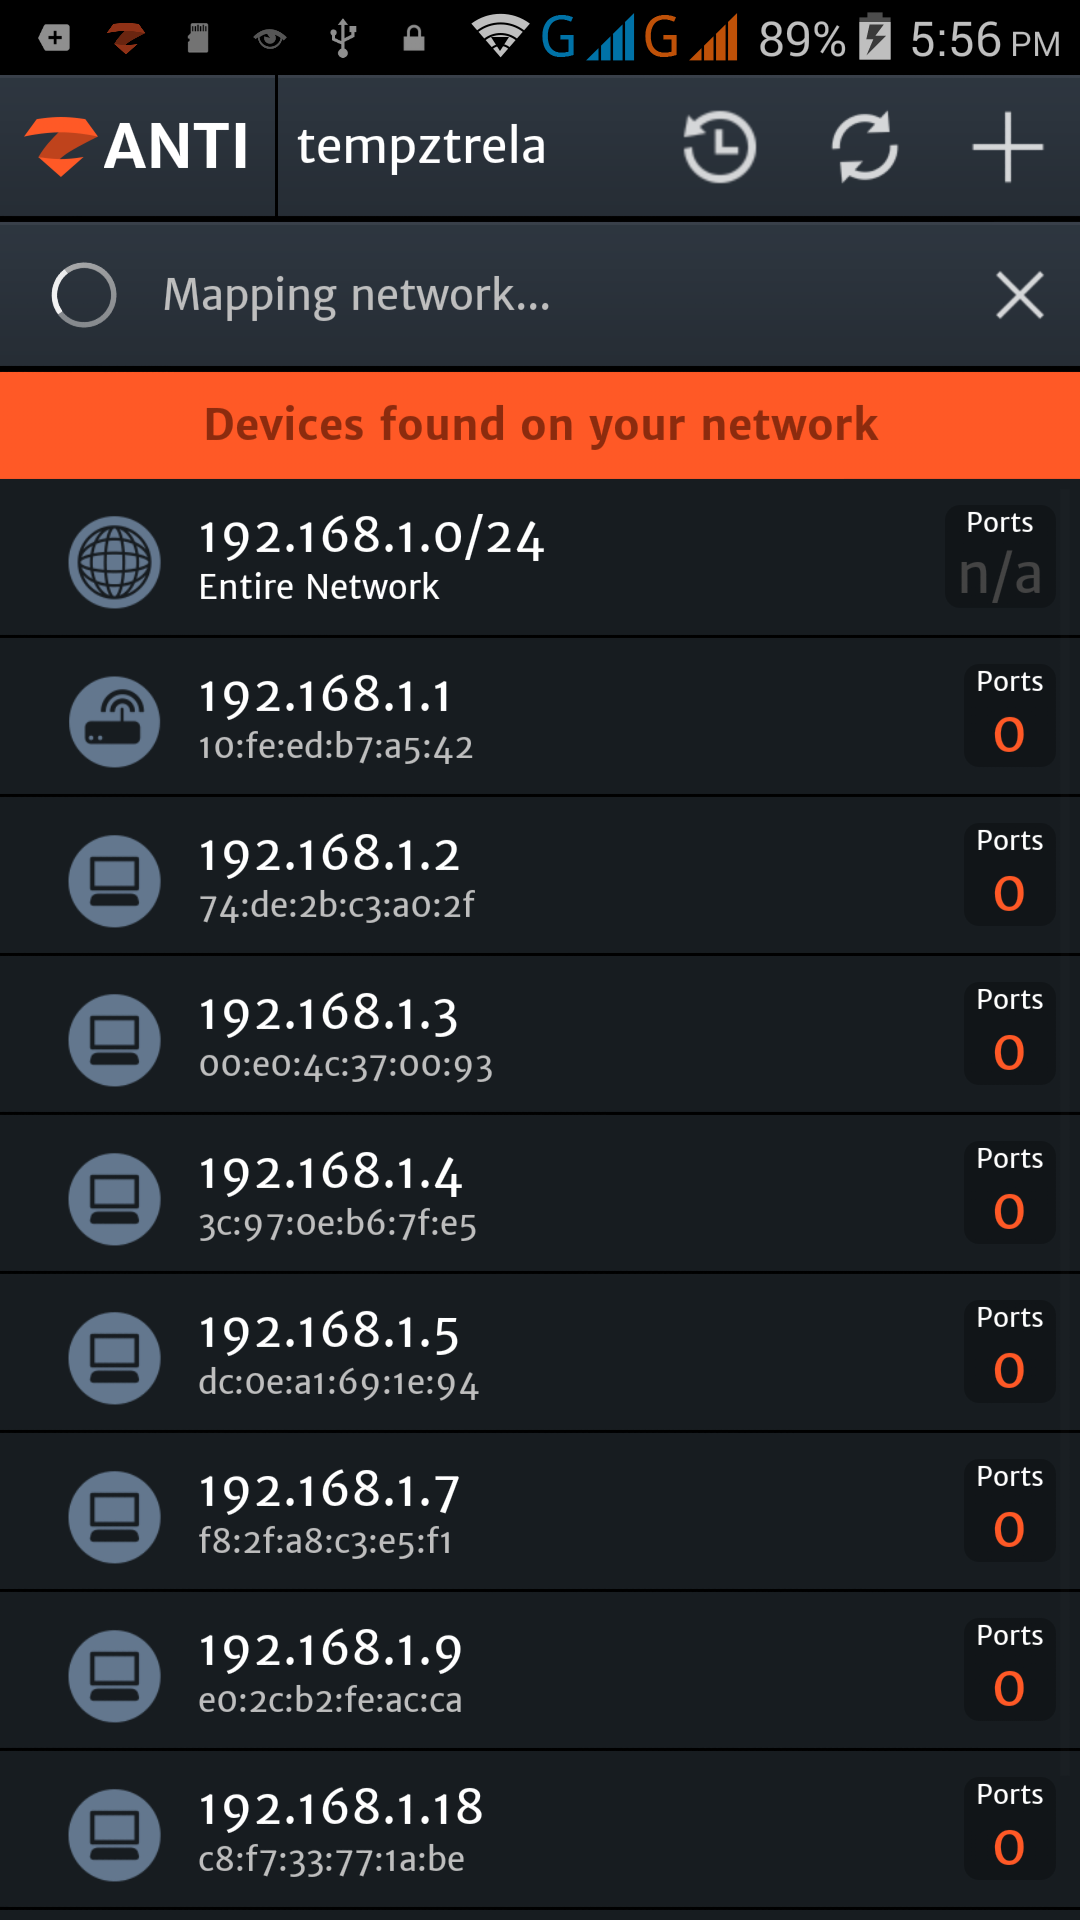 G G 89% 5:56 PM
ANTI tempztrela
Mapping network...
Devices found on your network
192.168.1.0/24
Entire Network
Ports
n/a
192.168.1.1
10:fe:ed:b7:a5:42
Ports
0
192.168.1.2
74:de:2b:c3:a0:2f
Ports
0
192.168.1.3
00:e0:4c:37:00:93
Ports
0
192.168.1.4
3c:97:0e:b6:7f:e5
Ports
0
192.168.1.5
dc:0e:a1:69:1e:94
Ports
0
192.168.1.7
f8:2f:a8:c3:e5:f1
Ports
0
192.168.1.9
e0:2c:b2:fe:ac:ca
Ports
0
192.168.1.18
c8:f7:33:77:1a:be
Ports
0